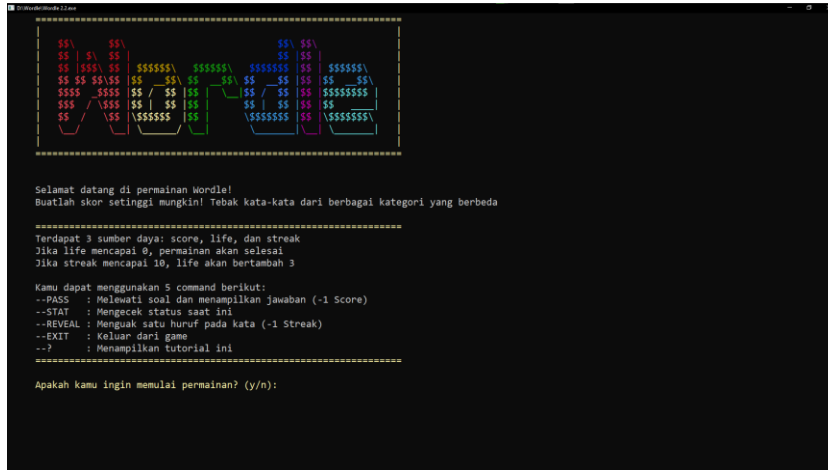 D:\Wordle\Wordle 2.2.exe
Wordle
Selamat datang di permainan Wordle!
Buatlah skor setinggi mungkin! Tebak kata-kata dari berbagai kategori yang berbeda
Terdapat 3 sumber daya: score, life, dan streak
Jika life mencapai 0, permainan akan selesai
Jika streak mencapai 10, life akan bertambah 3
Kamu dapat menggunakan 5 command berikut:
--PASS : Melewati soal dan menampilkan jawaban (-1 Score)
--STAT : Mengecek status saat ini
--REVEAL : Menguak satu huruf pada kata (-1 Streak)
--EXIT : Keluar dari game
--? : Menampilkan tutorial ini
Apakah kamu ingin memulai permainan? (y/n):